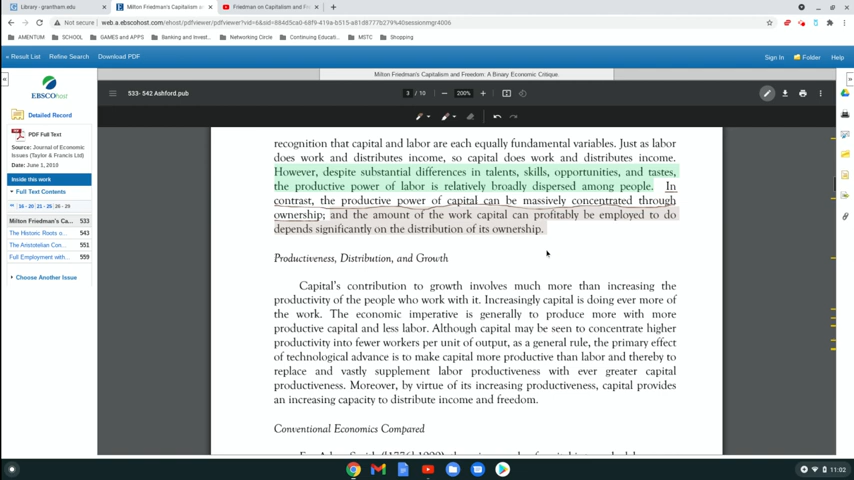 Library - grantham.edu
Milton Friedman's Capitalism an
Friedman on Capitalism and Fr
Not secure
web.ebscohost.com/ehost/pdfviewer/pdfviewer?vid=6&sid=884d5ca0-68f9-419a-b515-a81d8777b279%40sessionmgr4006
AMENTUM
SCHOOL
GAMES and APPS
Banking and Invest...
Networking Circle
Continuing Educati...
MSTC
Shopping
« Result List
Refine Search
Download PDF
Sign In
Folder
Help
Milton Friedman's Capitalism and Freedom: A Binary Economic Critique
«
»
533- 542 Ashford.pub
3 / 10
200%
EBSCOhost
Detailed Record
PDF Full Text
Source: Journal of Economic
Issues (Taylor & Francis Ltd)
Date: June 1, 2010
Inside this work
Full Text Contents
16 - 20 21 - 25 26 - 29
Milton Friedman's Ca... 533
The Historic Roots o... 543
The Aristotelian Con... 551
Full Employment with... 559
Choose Another Issue
recognition that capital and labor are each equally fundamental variables. Just as labor
does work and distributes income, so capital does work and distributes income.
However, despite substantial differences in talents, skills, opportunities, and tastes,
the productive power of labor is relatively broadly dispersed among people. In
contrast, the productive power of capital can be massively concentrated through
ownership; and the amount of the work capital can profitably be employed to do
depends significantly on the distribution of its ownership.
Productiveness, Distribution, and Growth
Capital's contribution to growth involves much more than increasing the
productivity of the people who work with it. Increasingly capital is doing ever more of
the work. The economic imperative is generally to produce more with more
productive capital and less labor. Although capital may be seen to concentrate higher
productivity into fewer workers per unit of output, as a general rule, the primary effect
of technological advance is to make capital more productive than labor and thereby to
replace and vastly supplement labor productiveness with ever greater capital
productiveness. Moreover, by virtue of its increasing productiveness, capital provides
an increasing capacity to distribute income and freedom.
Conventional Economics Compared
11:02